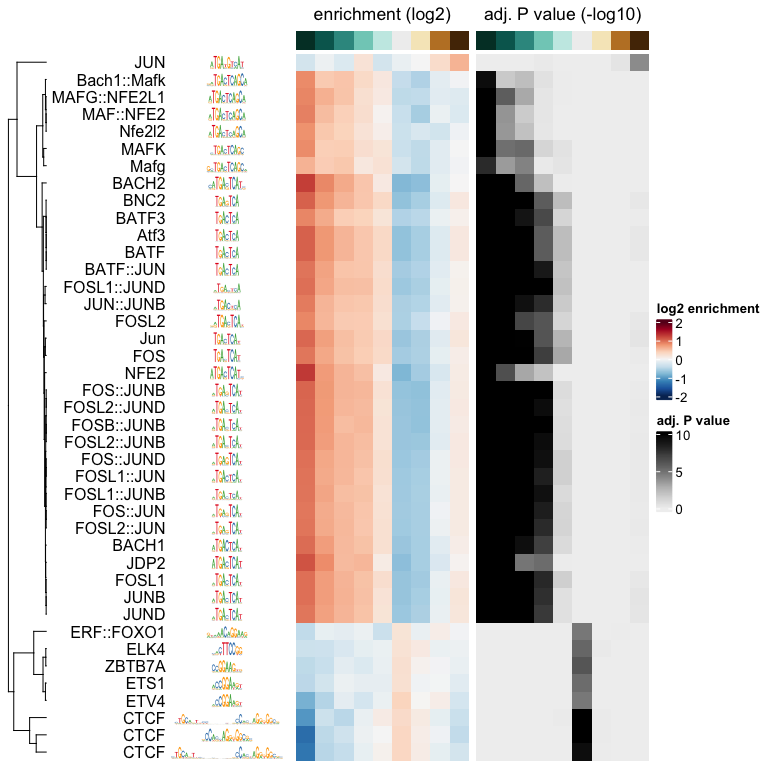 enrichment (log2) adj. P value (-log10)
JUN
Bach1::Mafk
MAFG::NFE2L1
MAF::NFE2
Nfe2l2
MAFK
Mafg
BACH2
BNC2
BATF3
Atf3
BATF
BATF::JUN
FOSL1::JUND
JUN::JUNB
FOSL2
Jun
FOS
NFE2
FOS::JUNB
FOSL2::JUND
FOSB::JUNB
FOSL2::JUNB
FOS::JUND
FOSL1::JUN
FOSL1::JUNB
FOS::JUN
FOSL2::JUN
BACH1
JDP2
FOSL1
JUNB
JUND
ERF::FOXO1
ELK4
ZBTB7A
ETS1
ETV4
CTCF
CTCF
CTCF
log2 enrichment
2
1
0
-1
-2
adj. P value
10
5
0